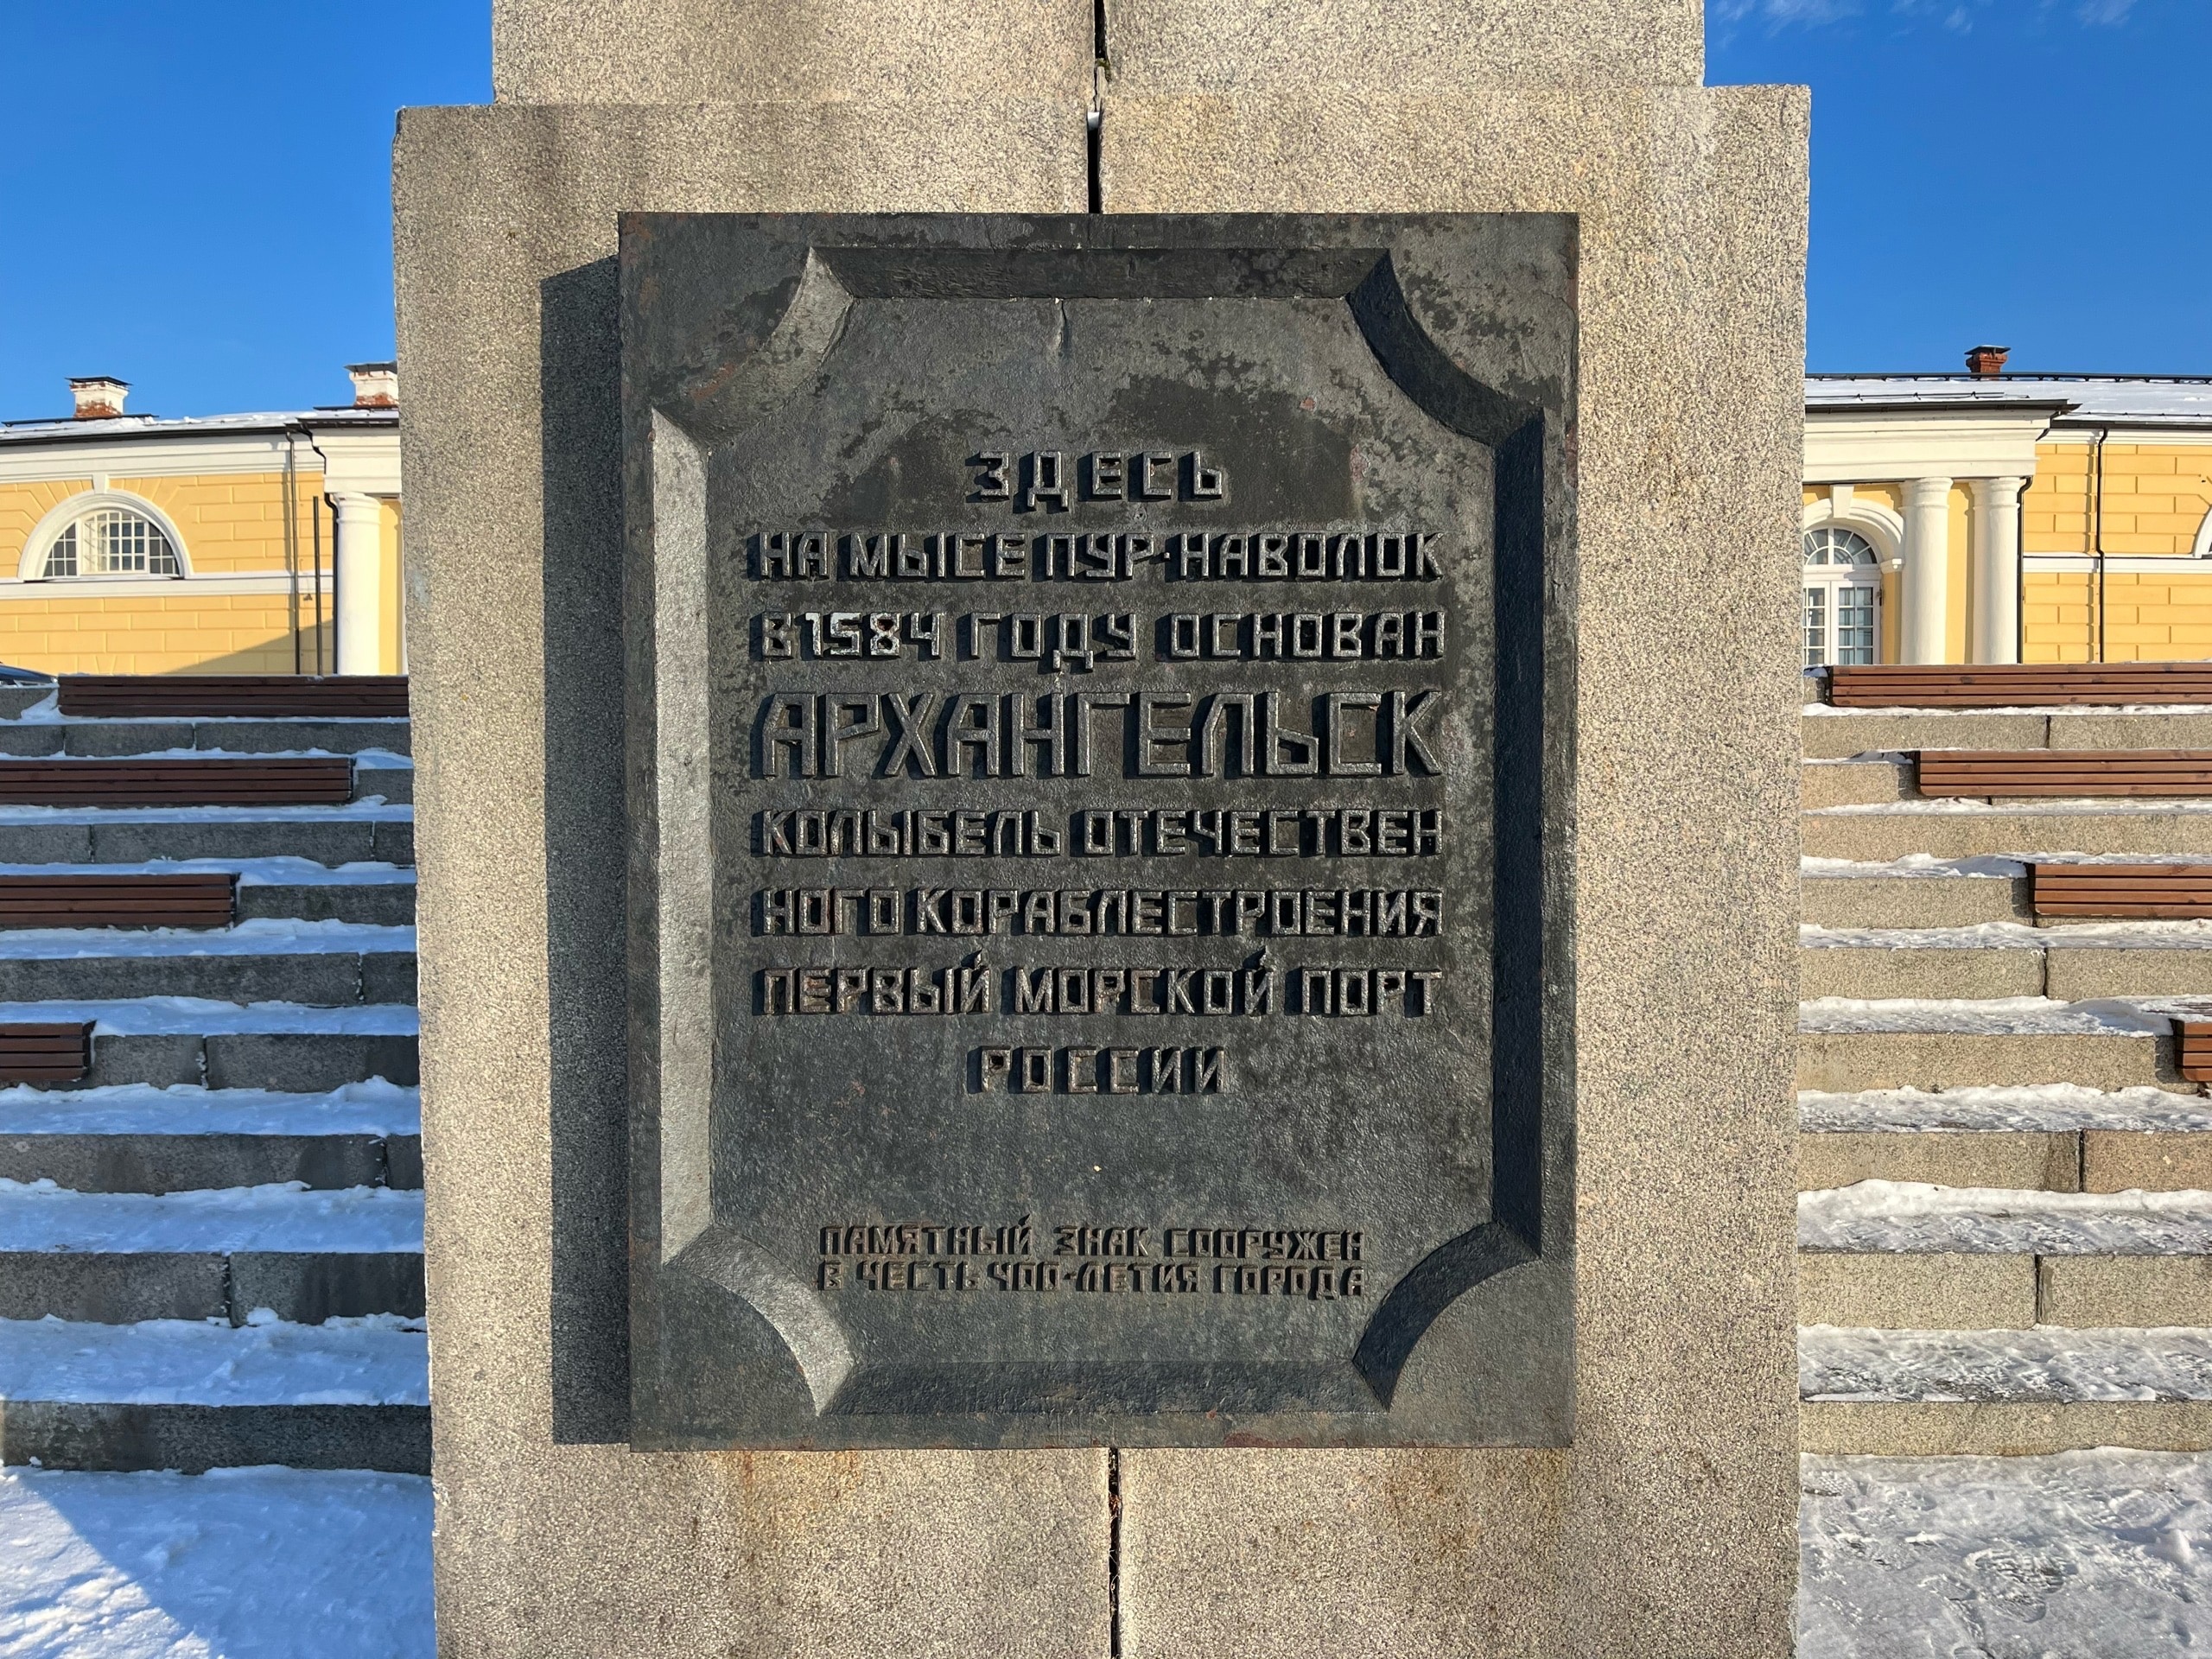 ЗДЕСЬ
НА МЫСЕ ПУР-НАВОЛОК
В 1584 ГОДУ ОСНОВАН
АРХАНГЕЛЬСК
КОЛЫБЕЛЬ ОТЕЧЕСТВЕН
НОГО КОРАБЛЕСТРОЕНИЯ
ПЕРВЫЙ МОРСКОЙ ПОРТ
РОССИИ
ПАМЯТНЫЙ ЗНАК СООРУЖЕН
В ЧЕСТЬ 400-ЛЕТИЯ ГОРОДА